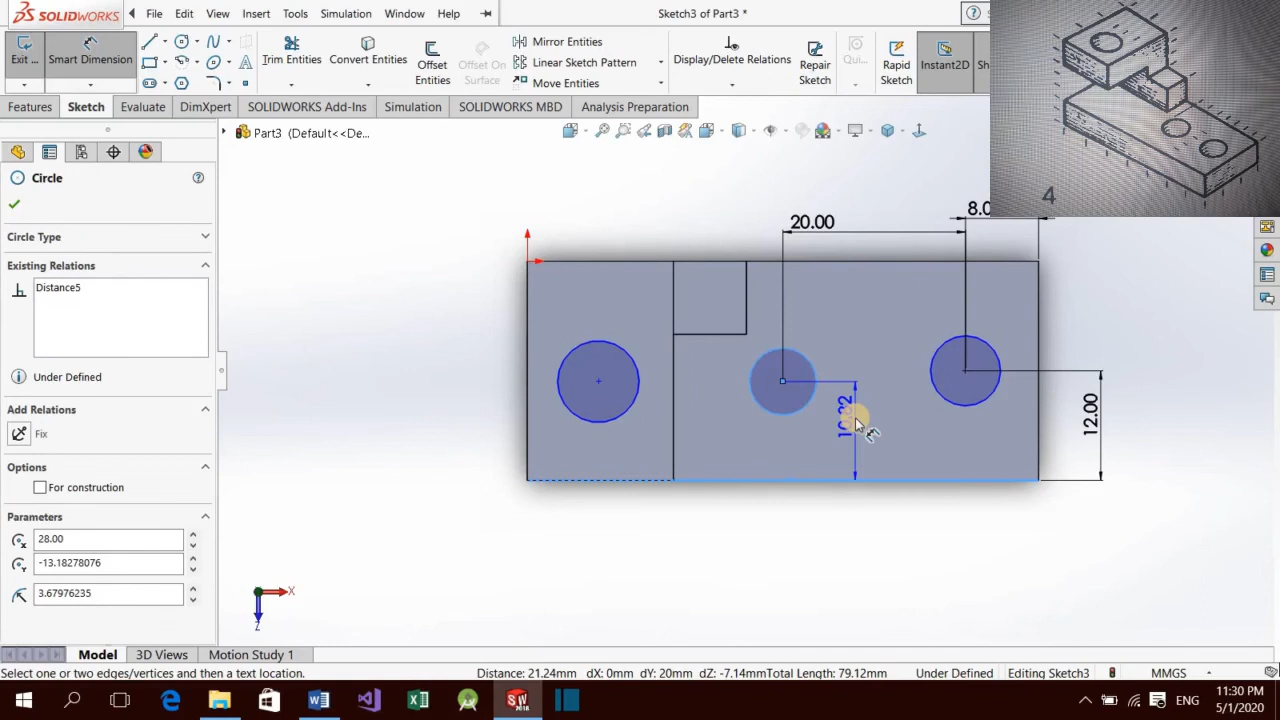 SOLIDWORKS
File
Edit
View
Insert
Tools
Simulation
Window
Help
Sketch3 of Part3 *
Exit ...
Smart Dimension
Trim Entities
Convert Entities
Offset
Entities
Offset On
Surface
Mirror Entities
Linear Sketch Pattern
Move Entities
Display/Delete Relations
Repair
Sketch
Qui...
Rapid
Sketch
Instant2D
Features
Sketch
Evaluate
DimXpert
SOLIDWORKS Add-Ins
Simulation
SOLIDWORKS MBD
Analysis Preparation
Part3 (Default<<De...
Circle
Circle Type
Existing Relations
Distance5
Under Defined
Add Relations
Fix
Options
For construction
Parameters
28.00
-13.18278076
3.67976235
20.00
12.00
4
X
Z
Model
3D Views
Motion Study 1
Select one or two edges/vertices and then a text location.
Distance: 21.24mm dX: 0mm dY: 20mm dZ: -7.14mmTotal Length: 79.12mm
Under Defined
Editing Sketch3
MMGS
ENG
11:30 PM
5/1/2020